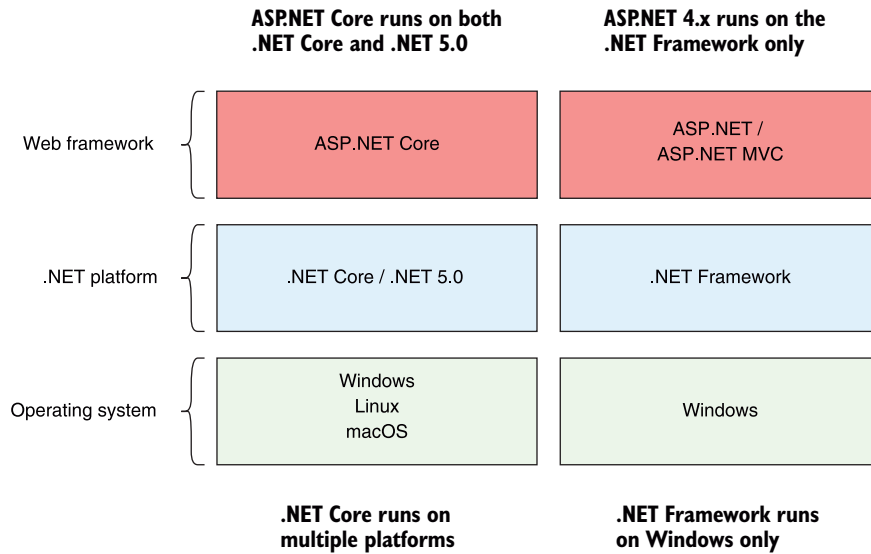 ASP.NET Core runs on both
.NET Core and .NET 5.0
ASP.NET 4.x runs on the
.NET Framework only
Web framework
ASP.NET Core
ASP.NET /
ASP.NET MVC
.NET platform
.NET Core / .NET 5.0
.NET Framework
Operating system
Windows
Linux
macOS
Windows
.NET Core runs on
multiple platforms
.NET Framework runs
on Windows only